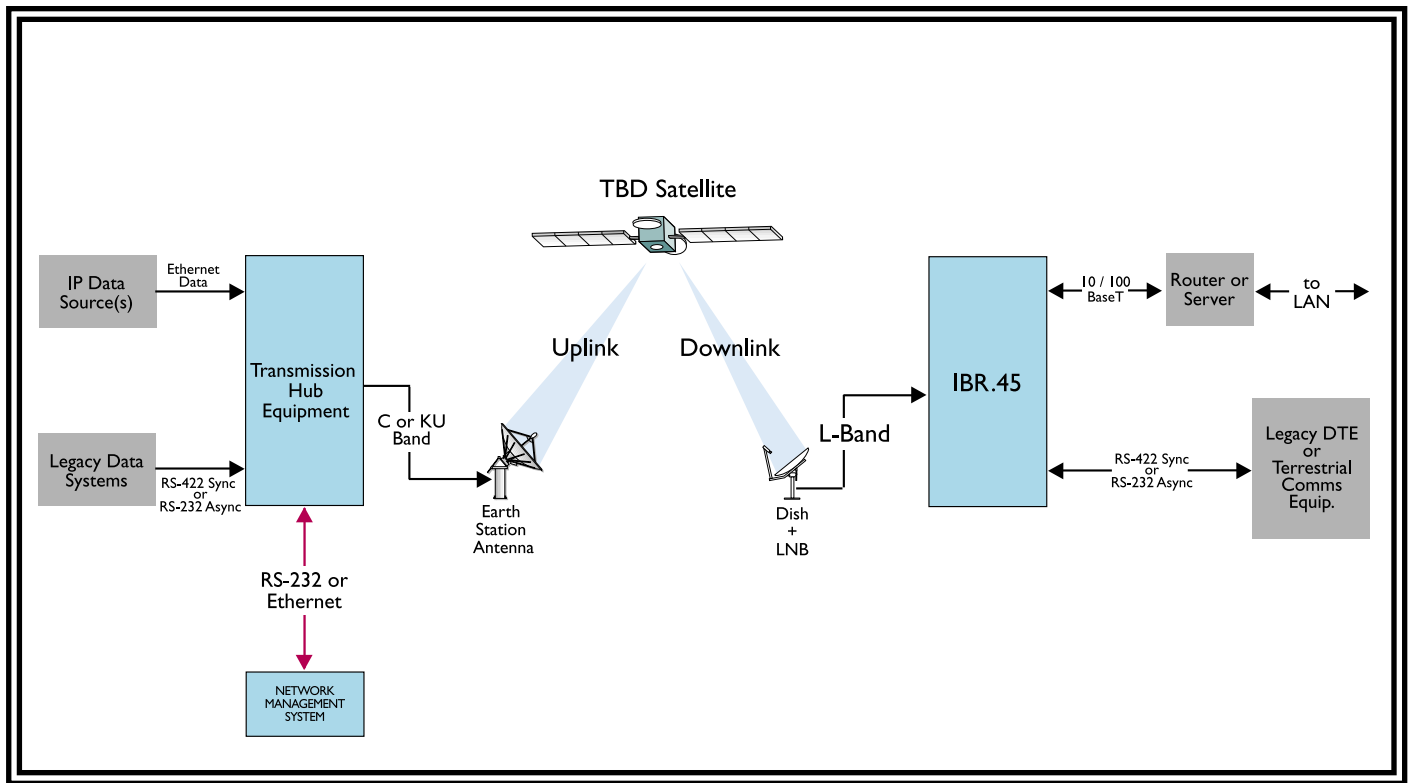 TBD Satellite
IP Data
Source(s)
Ethernet
Data
Transmission
Hub
Equipment
Legacy Data
Systems
RS-422 Sync
or
RS-232 Async
C or KU
Band
Uplink
Downlink
Earth
Station
Antenna
Dish
+
LNB
L-Band
IBR.45
10 / 100
BaseT
Router or
Server
to
LAN
RS-422 Sync
or
RS-232 Async
Legacy DTE
or
Terrestrial
Comms
Equip.
RS-232 or
Ethernet
NETWORK
MANAGEMENT
SYSTEM